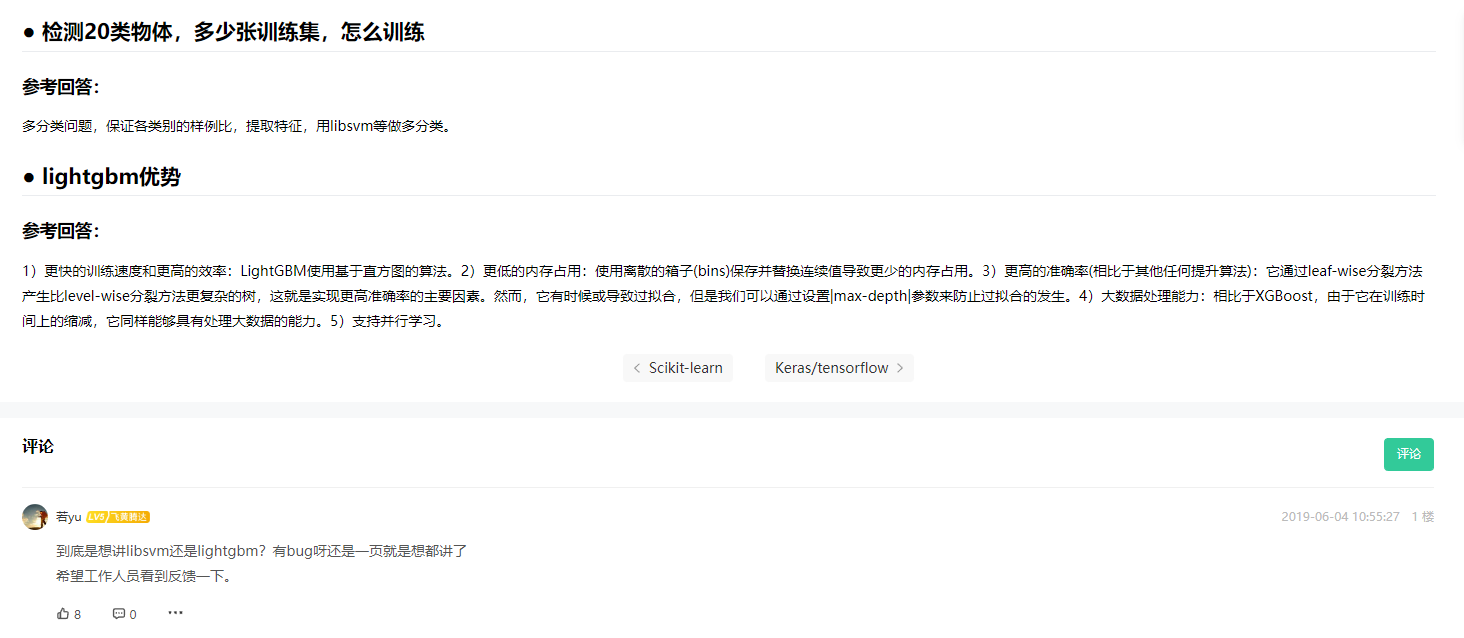 ● 检测20类物体，多少张训练集，怎么训练
参考回答：
多分类问题，保证各类别的样例比，提取特征，用libsvm等做多分类。
● lightgbm优势
参考回答：
1）更快的训练速度和更高的效率：LightGBM使用基于直方图的算法。2）更低的内存占用：使用离散的箱子(bins)保存并替换连续值导致更少的内存占用。3）更高的准确率(相比于其他任何提升算法)：它通过leaf-wise分裂方法
产生比level-wise分裂方法更复杂的树，这就是实现更高准确率的主要因素。然而，它有时候或导致过拟合，但是我们可以通过设置|max-depth|参数来防止过拟合的发生。4）大数据处理能力：相比于XGBoost，由于它在训练时
间上的缩减，它同样能够具有处理大数据的能力。5）支持并行学习。
< Scikit-learn Keras/tensorflow >
评论 评论
若yu LV6 飞黄腾达 2019-06-04 10:55:27 1 楼
到底是想讲libsvm还是lightgbm？有bug呀还是一页就是想都讲了
希望工作人员看到反馈一下。
8 0 ···